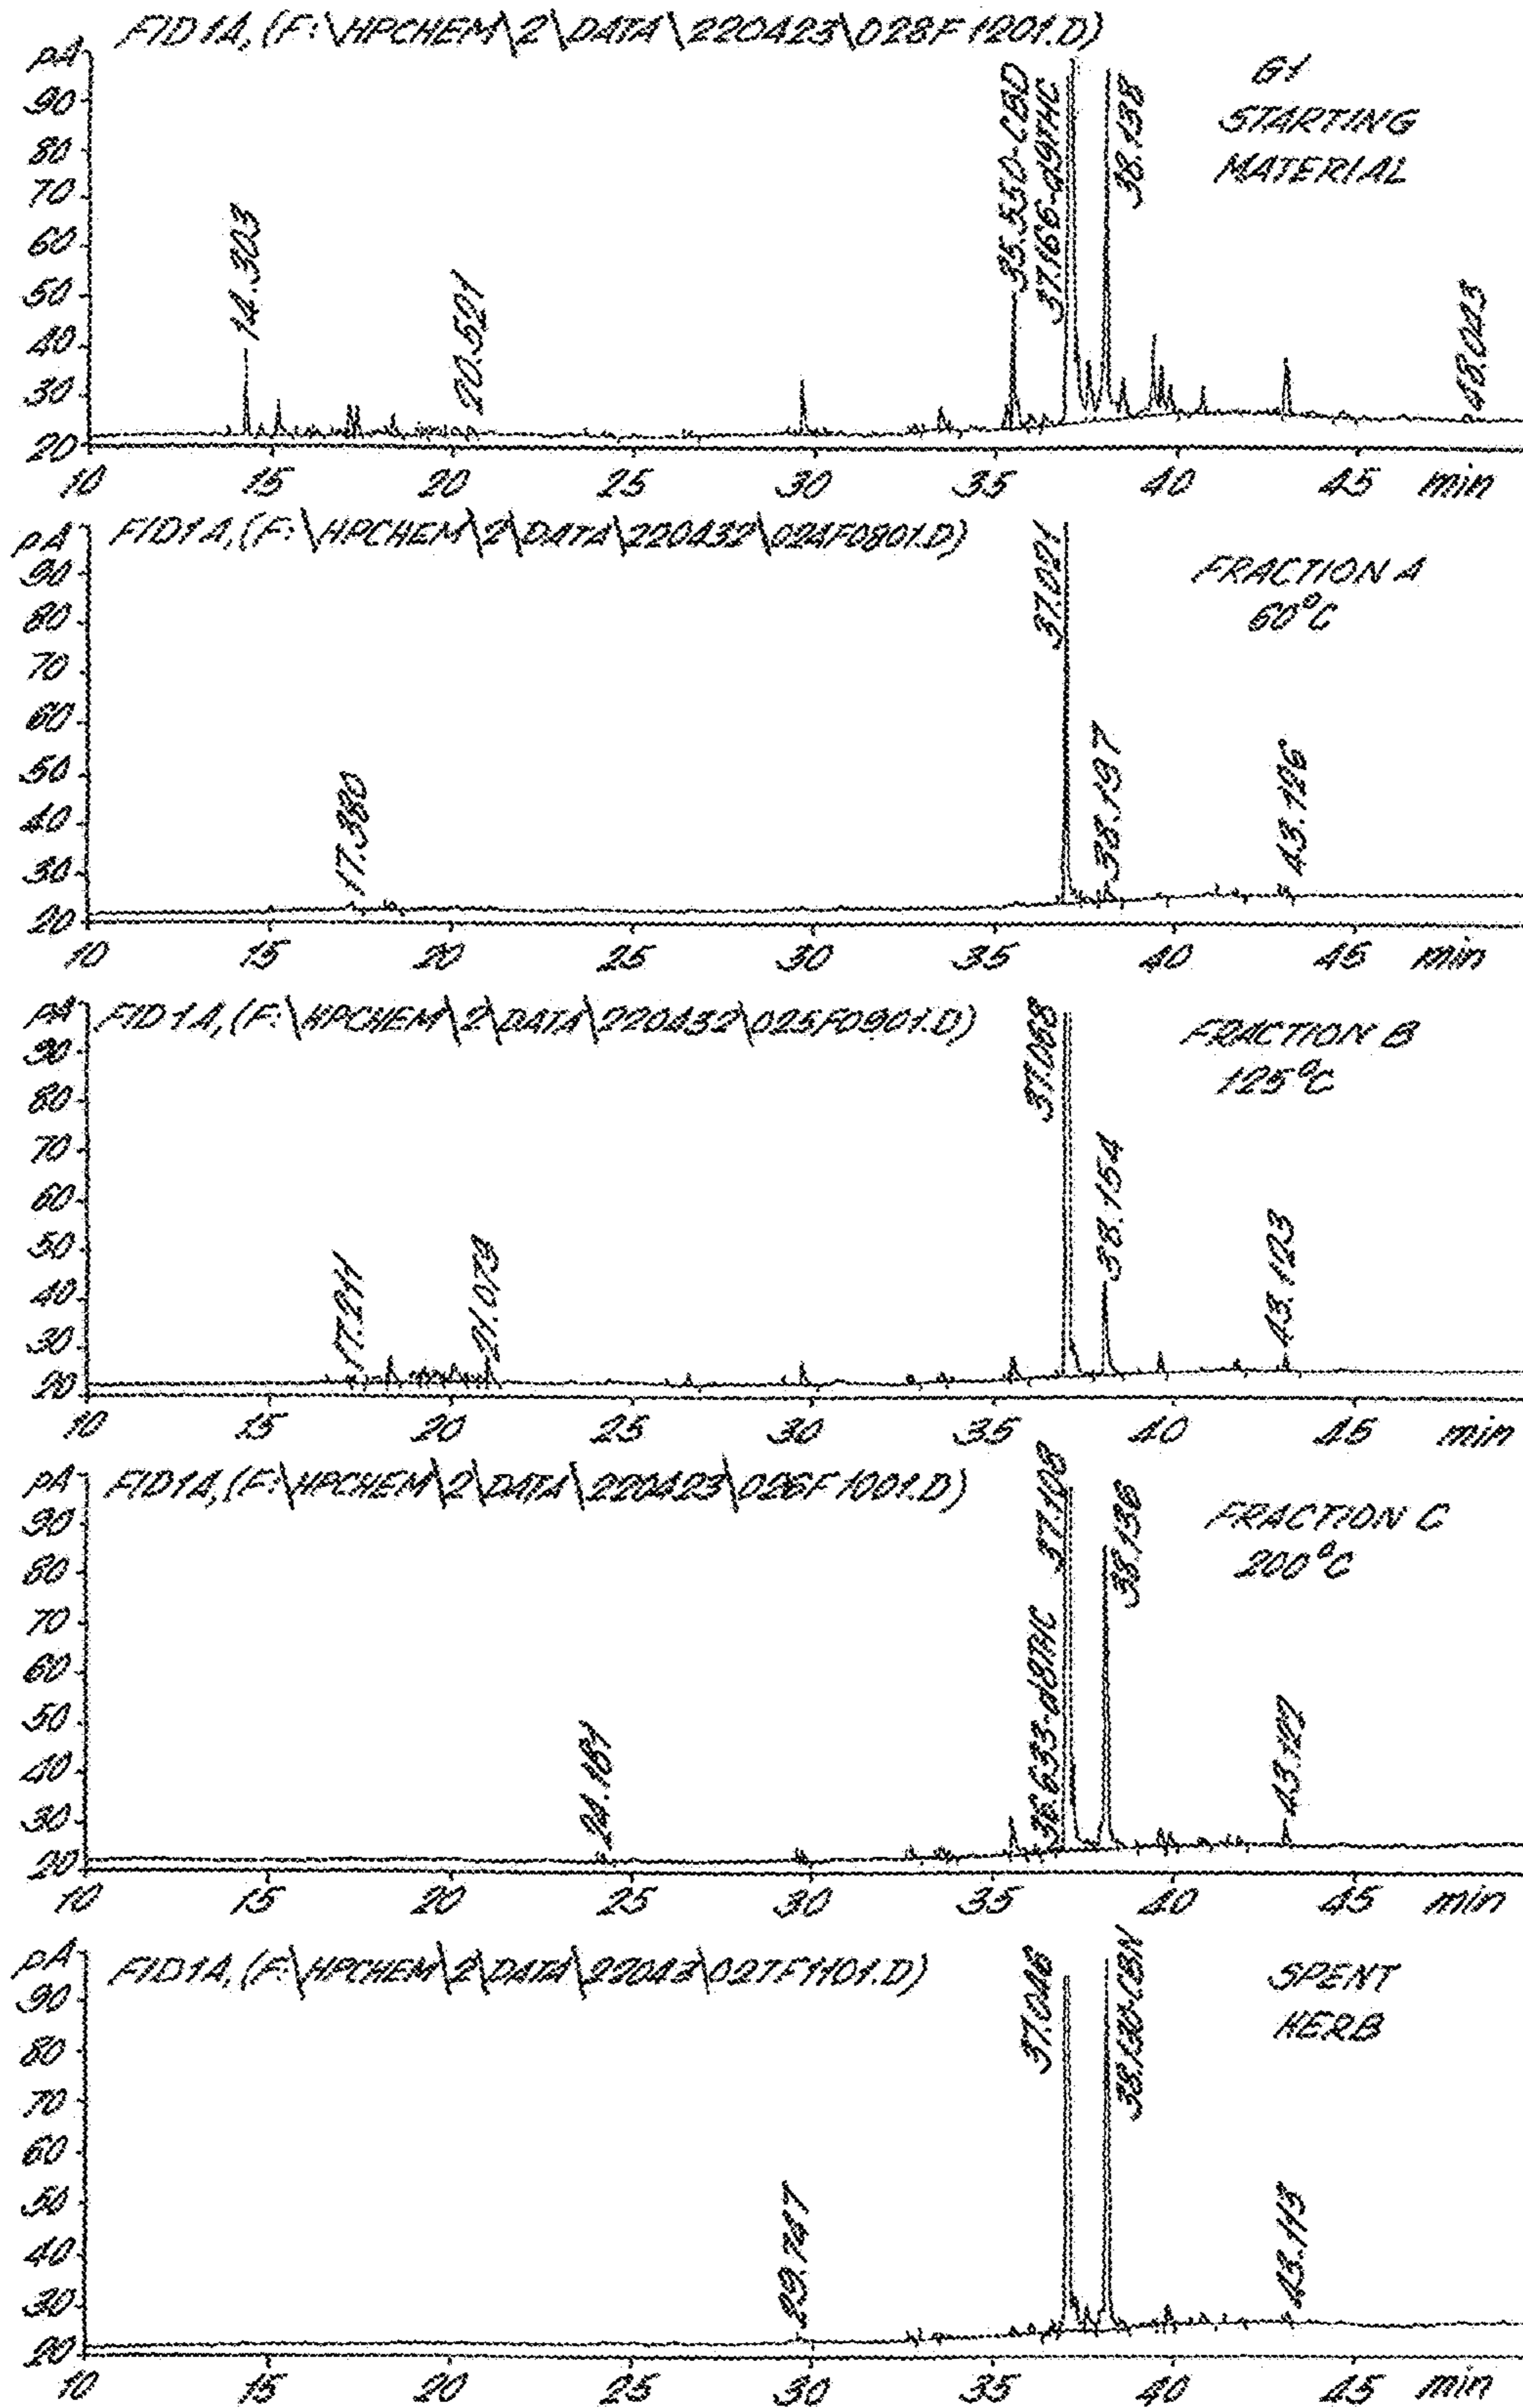 FID1A, (F:\HPCHEM\2\DATA\220423\028F1201.D)
pA
90
80
70
60
50
40
30
20
14.303
20.521
35.550-CBD
37.166-d9THC
38.138
48.043
G1
STARTING
MATERIAL
10 15 20 25 30 35 40 45 min
FID1A, (F:\HPCHEM\2\DATA\220432\024F0801.D)
pA
90
80
70
60
50
40
30
20
17.380
37.021
38.197
43.126
FRACTION A
60°C
10 15 20 25 30 35 40 45 min
FID1A, (F:\HPCHEM\2\DATA\220432\025F0901.D)
pA
90
80
70
60
50
40
30
20
17.211
21.079
37.068
38.154
43.123
FRACTION B
125°C
10 15 20 25 30 35 40 45 min
FID1A, (F:\HPCHEM\2\DATA\220423\026F1001.D)
pA
90
80
70
60
50
40
30
20
24.161
36.633-d8THC
37.108
38.136
FRACTION C
200°C
10 15 20 25 30 35 40 45 min
FID1A, (F:\HPCHEM\2\DATA\22043\027F1101.D)
pA
90
80
70
60
50
40
30
20
29.747
37.046
38.130-CBN
43.113
SPENT
HERB
10 15 20 25 30 35 40 45 min